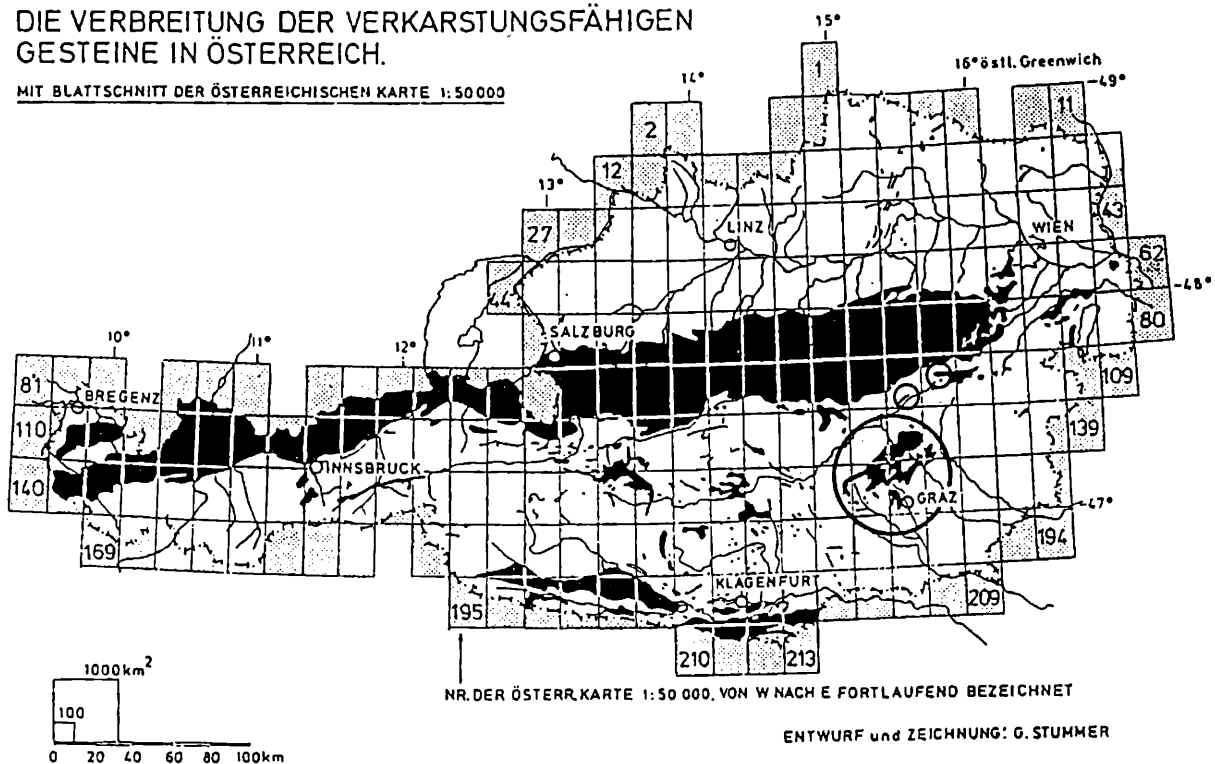 DIE VERBREITUNG DER VERKARSTUNGSFÄHIGEN
GESTEINE IN ÖSTERREICH.
MIT BLATTSCHNITT DER ÖSTERREICHISCHEN KARTE 1:50000
15°
16° östl. Greenwich
14°
1
49°
11
2
12
13°
27
LINZ
WIEN
43
62
44
48°
80
SALZBURG
10°
11°
12°
81
BREGENZ
109
110
139
INNSBRUCK
140
GRAZ
47°
169
194
KLAGENFURT
195
209
210
213
1000km²
100
0 20 40 60 80 100km
NR. DER ÖSTERR. KARTE 1:50 000, VON W NACH E FORTLAUFEND BEZEICHNET
ENTWURF und ZEICHNUNG: G. STUMMER